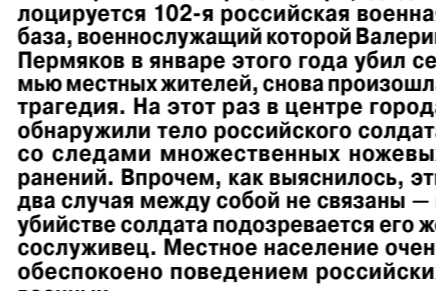 лоцируется 102-я российская военна
база, военнослужащий которой Валери
Пермяков в январе этого года убил се
мью местных жителей, снова произошл
трагедия. На этот раз в центре город
обнаружили тело российского солдат
со следами множественных ножевы
ранений. Впрочем, как выяснилось, эт
два случая между собой не связаны —
убийстве солдата подозревается его ж
сослуживец. Местное население очен
обеспокоено поведением российски